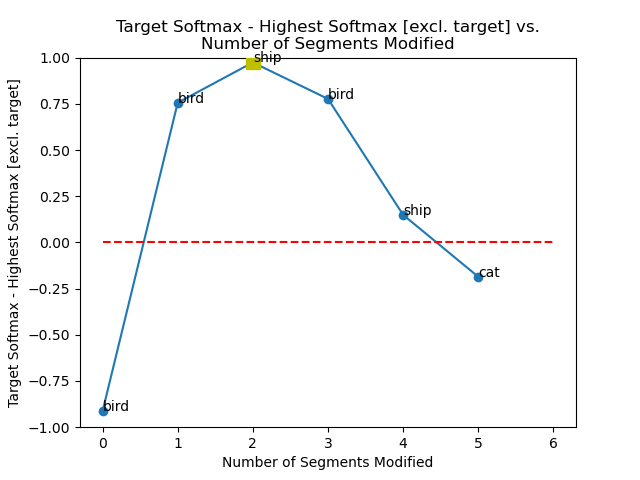 Target Softmax - Highest Softmax [excl. target] vs.
Number of Segments Modified
Target Softmax - Highest Softmax [excl. target]
1.00
0.75
0.50
0.25
0.00
−0.25
−0.50
−0.75
−1.00
bird
bird
ship
bird
ship
cat
0 1 2 3 4 5 6
Number of Segments Modified